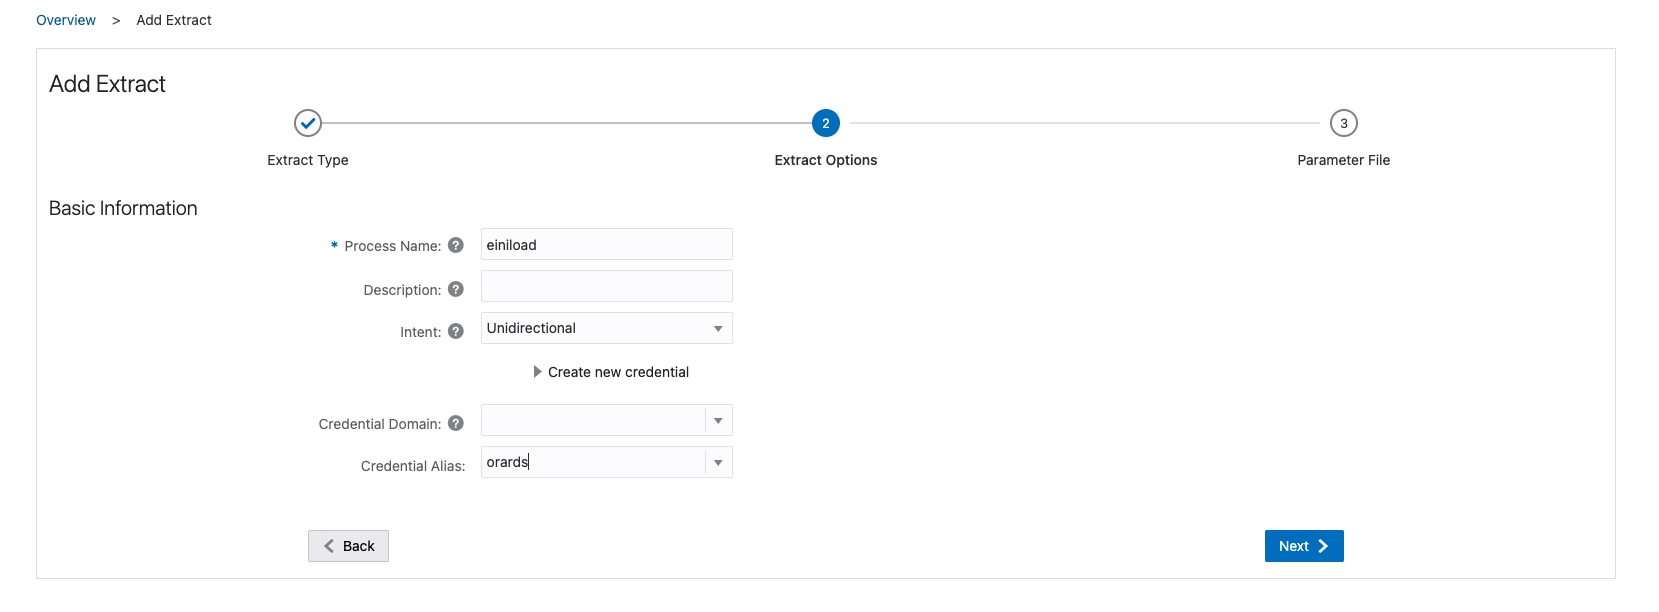 Overview > Add Extract
Add Extract
2
3
Extract Type
Extract Options
Parameter File
Basic Information
* Process Name: ? einiload
Description: ?
Intent: ? Unidirectional
Create new credential
Credential Domain: ?
Credential Alias: orards
Back
Next